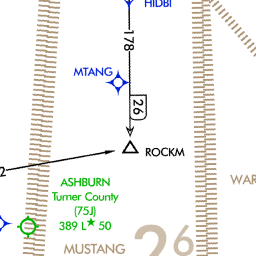 HIDBI
178
MTANG
26
ROCKM
2
ASHBURN
Turner County
(75J)
389 L★ 50
WAR
MUSTANG
26